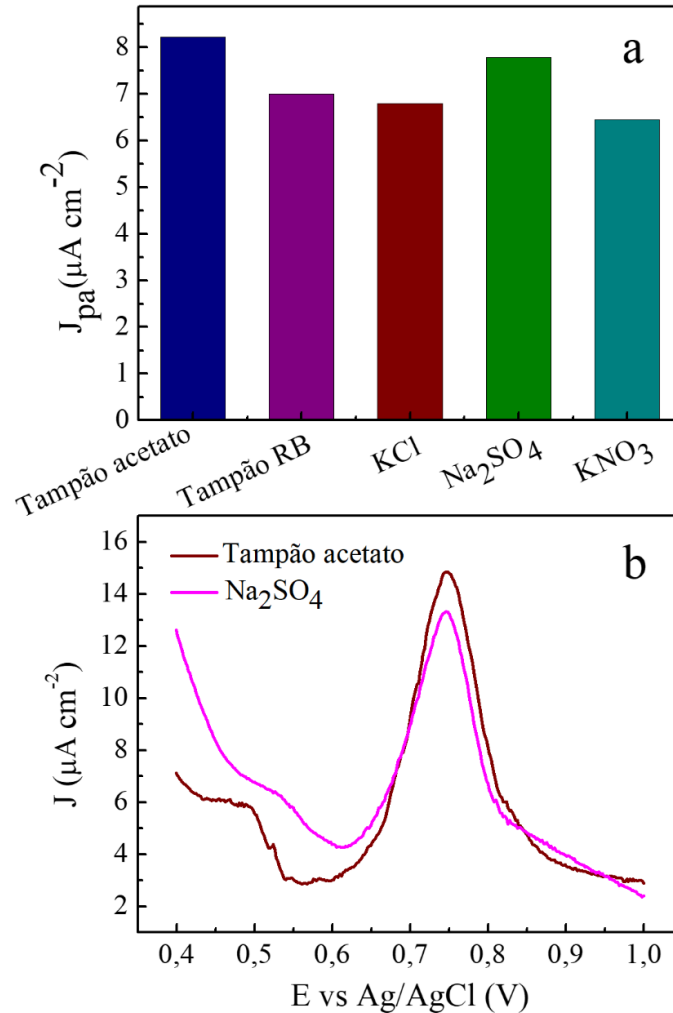 a
8
7
6
5
4
3
2
1
0
J_pa(μA cm⁻²)
Tampão acetato
Tampão RB
KCl
Na₂SO₄
KNO₃
b
Tampão acetato
Na₂SO₄
16
14
12
10
8
6
4
2
J (μA cm⁻²)
0,4 0,5 0,6 0,7 0,8 0,9 1,0
E vs Ag/AgCl (V)